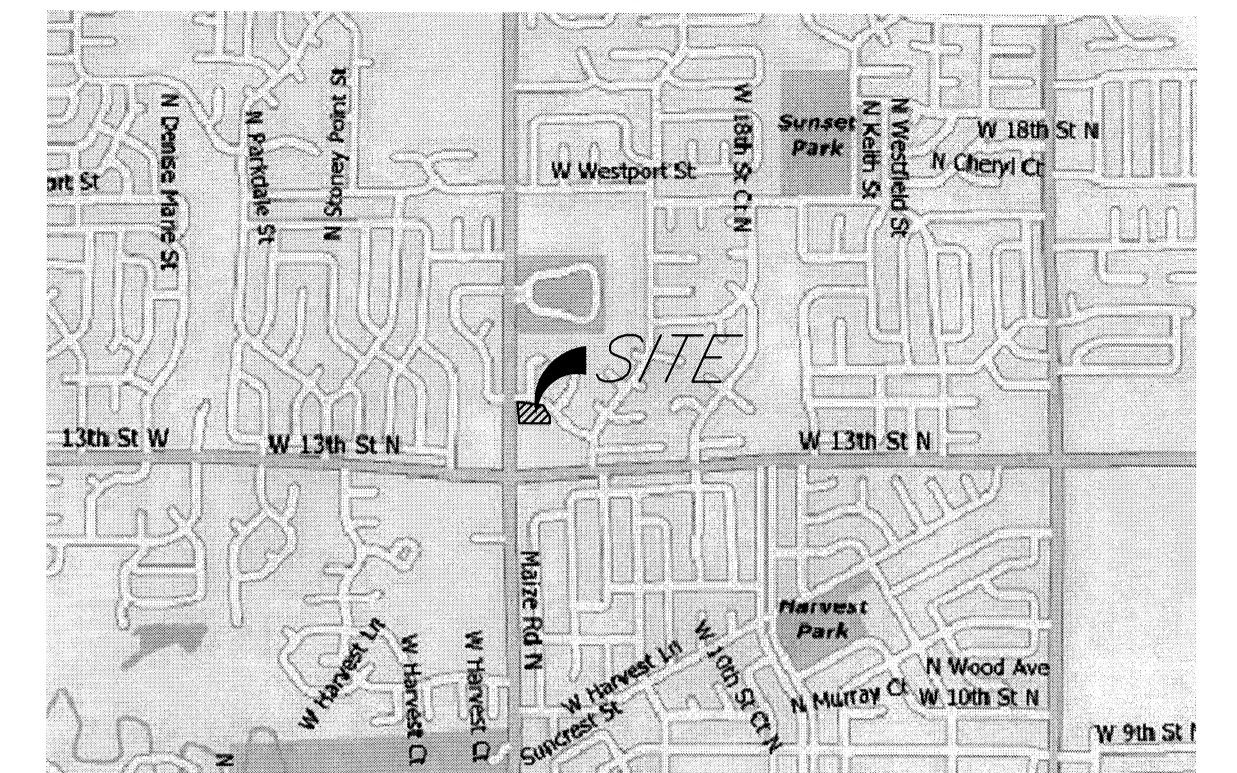 N Denise Marie St
N Parkdale St
N Stoney Point St
W 18th St Ct N
Sunset
Park
N Keith St
N Westfield St
W 18th St N
N Cheryl Ct
W Westport St
ort St
SITE
13th St W
W 13th St N
W 13th St N
Maize Rd N
Harvest
Park
W Harvest Ln
W Harvest Ct
W Harvest Ct
W Harvest Ln
Suncrest St
W 10th St Ct N
N Murray Ct
N Wood Ave
W 10th St N
W 9th St N
N